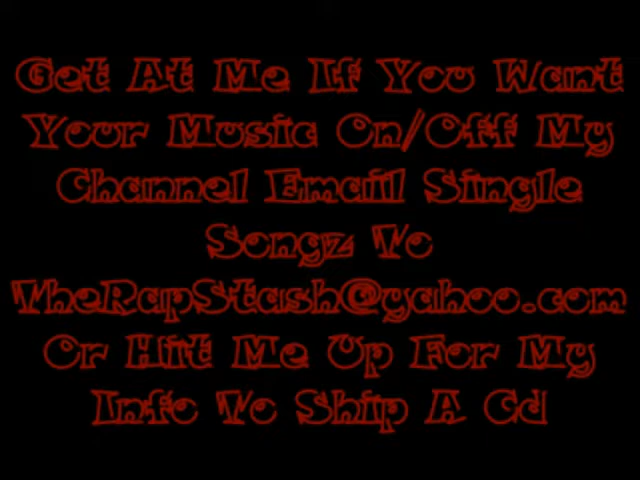 Get At Me If You Want
Your Music On/Off My
Channel Email Single
Songz To
TheRapStash@yahoo.com
Or Hit Me Up For My
Info To Ship A Cd